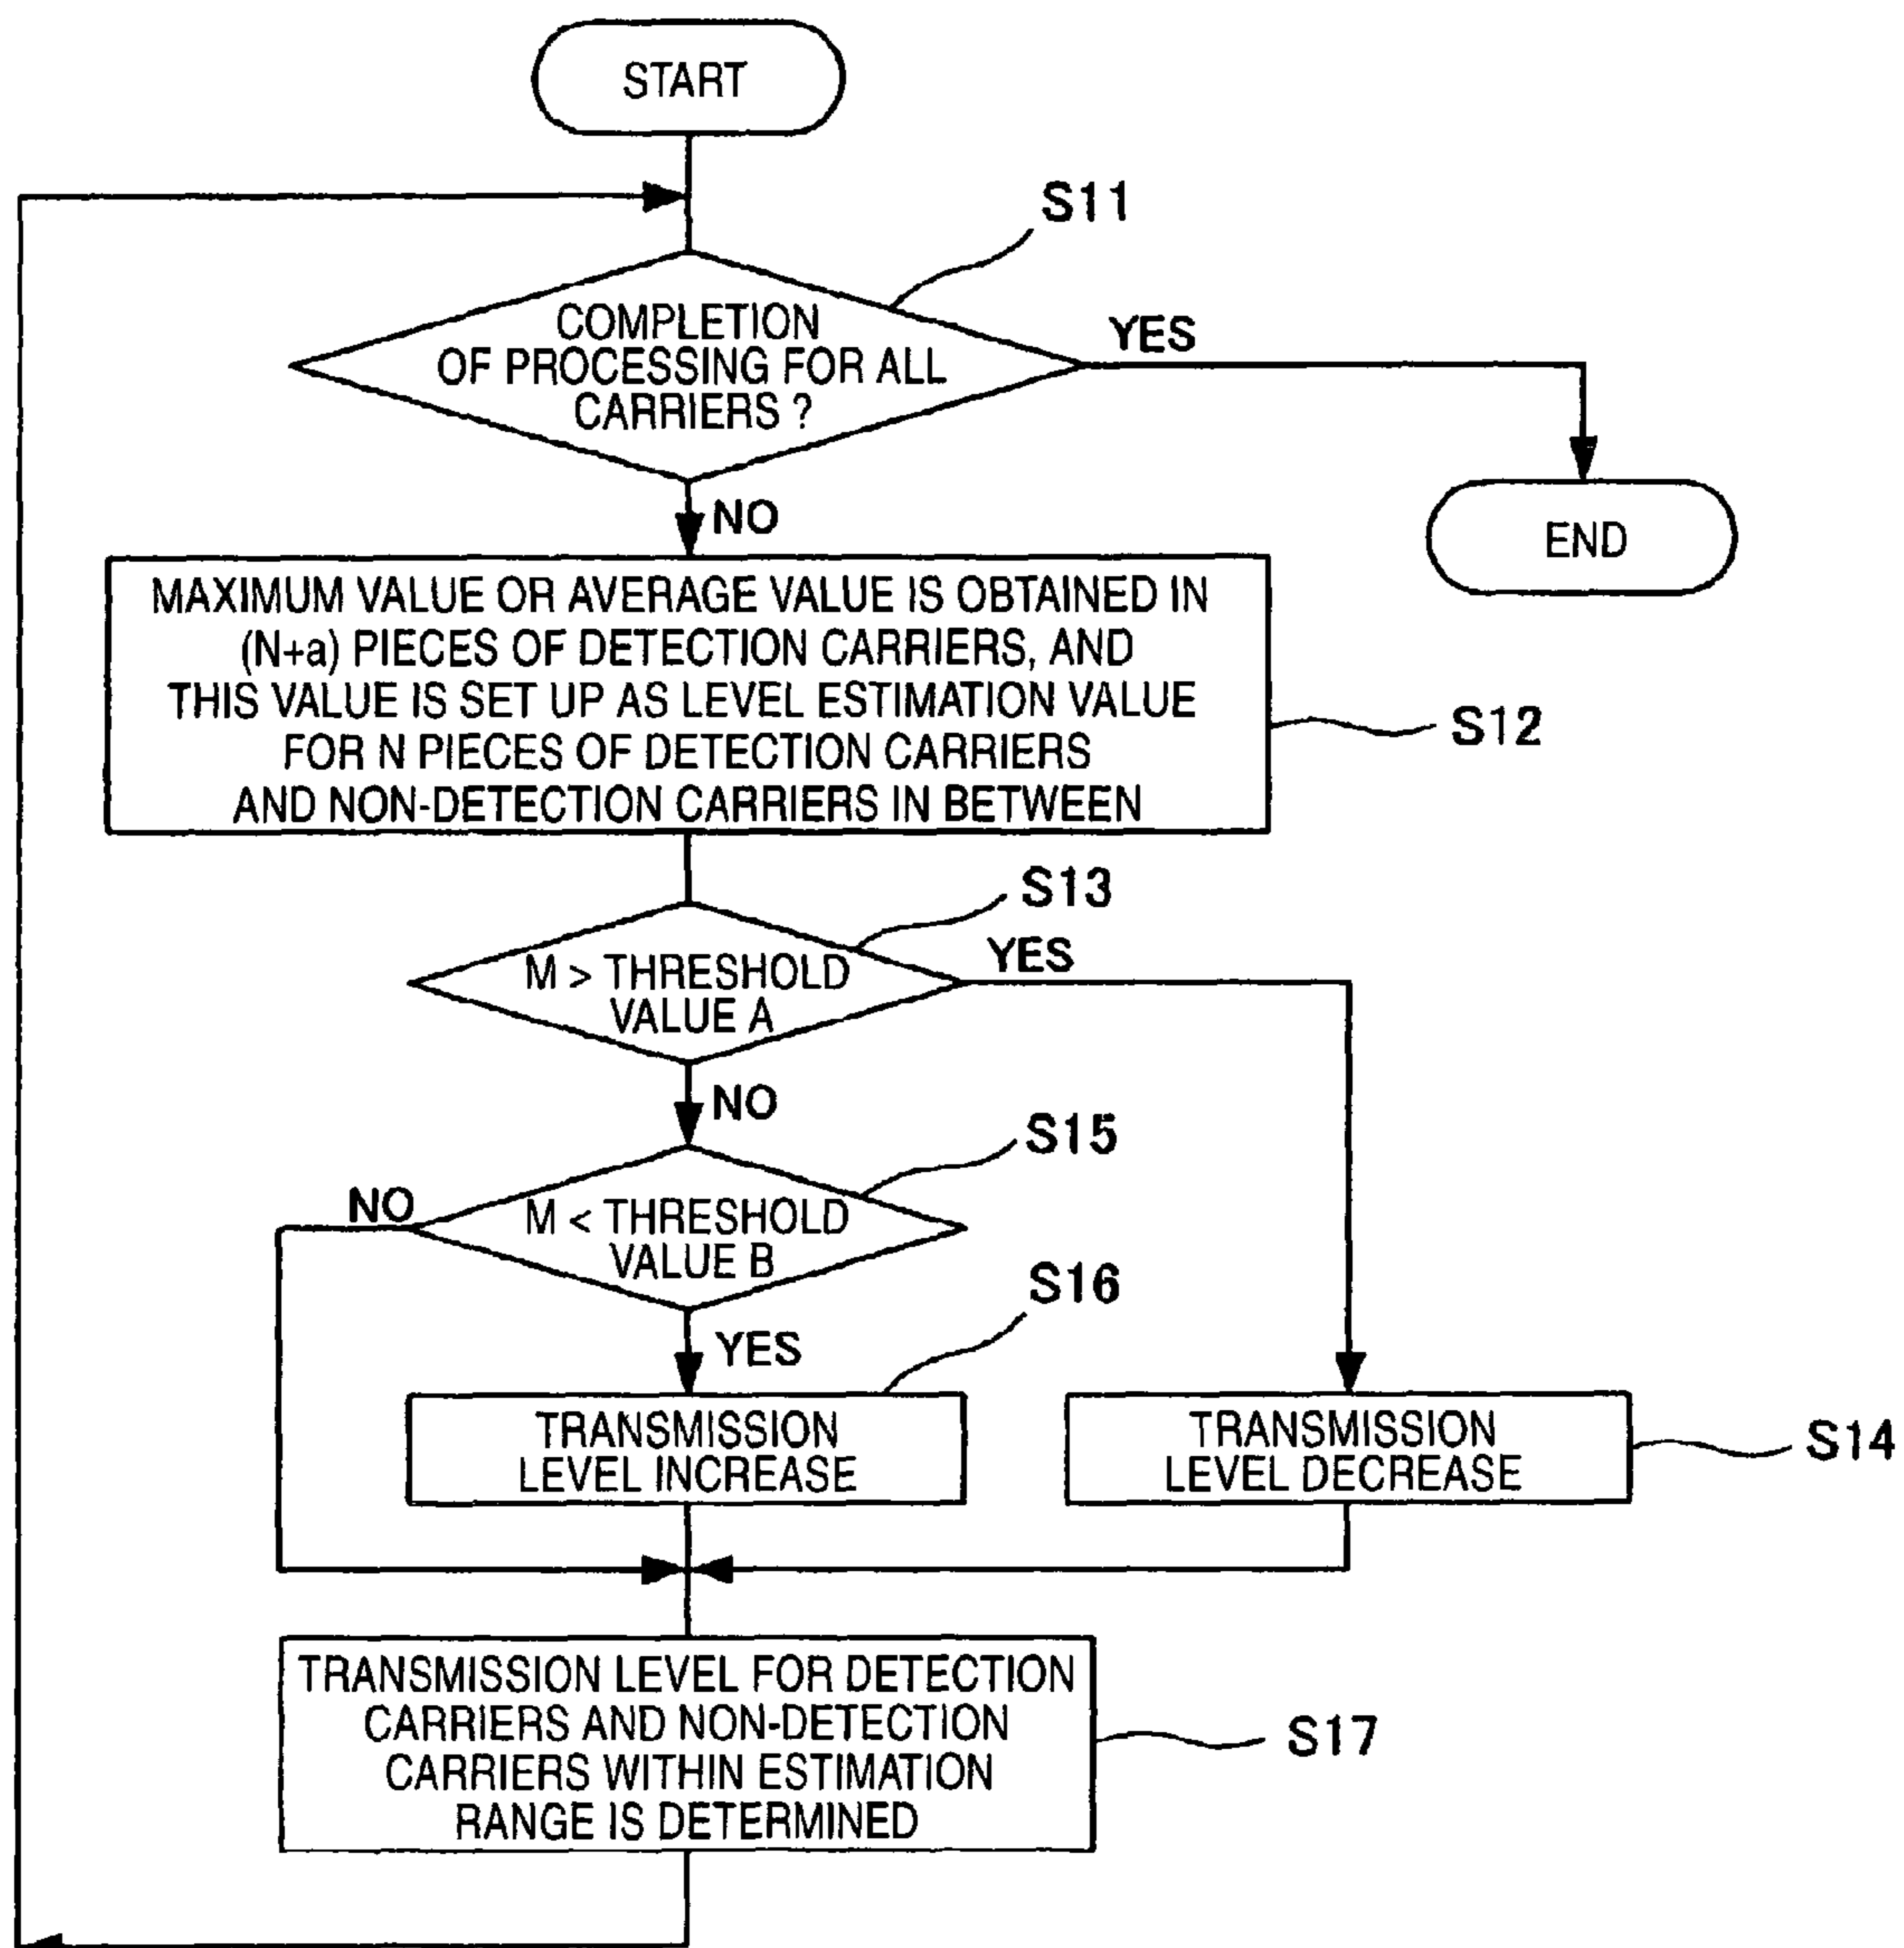 START
S11
COMPLETION
OF PROCESSING FOR ALL
CARRIERS ?
YES
NO
END
MAXIMUM VALUE OR AVERAGE VALUE IS OBTAINED IN
(N+a) PIECES OF DETECTION CARRIERS, AND
THIS VALUE IS SET UP AS LEVEL ESTIMATION VALUE
FOR N PIECES OF DETECTION CARRIERS
AND NON-DETECTION CARRIERS IN BETWEEN
S12
S13
M > THRESHOLD
VALUE A
YES
NO
S15
NO
M < THRESHOLD
VALUE B
S16
YES
TRANSMISSION
LEVEL INCREASE
TRANSMISSION
LEVEL DECREASE
S14
TRANSMISSION LEVEL FOR DETECTION
CARRIERS AND NON-DETECTION
CARRIERS WITHIN ESTIMATION
RANGE IS DETERMINED
S17